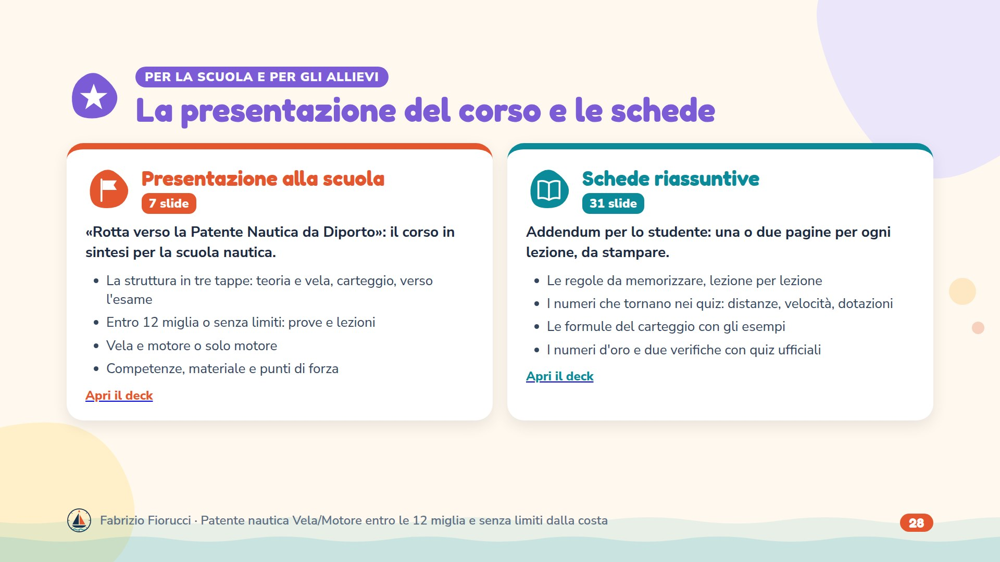 PER LA SCUOLA E PER GLI ALLIEVI
La presentazione del corso e le schede
Presentazione alla scuola
7 slide
«Rotta verso la Patente Nautica da Diporto»: il corso in
sintesi per la scuola nautica.
La struttura in tre tappe: teoria e vela, carteggio, verso
l'esame
Entro 12 miglia o senza limiti: prove e lezioni
Vela e motore o solo motore
Competenze, materiale e punti di forza
Apri il deck
Schede riassuntive
31 slide
Addendum per lo studente: una o due pagine per ogni
lezione, da stampare.
Le regole da memorizzare, lezione per lezione
I numeri che tornano nei quiz: distanze, velocità, dotazioni
Le formule del carteggio con gli esempi
I numeri d'oro e due verifiche con quiz ufficiali
Apri il deck
Fabrizio Fiorucci · Patente nautica Vela/Motore entro le 12 miglia e senza limiti dalla costa
28